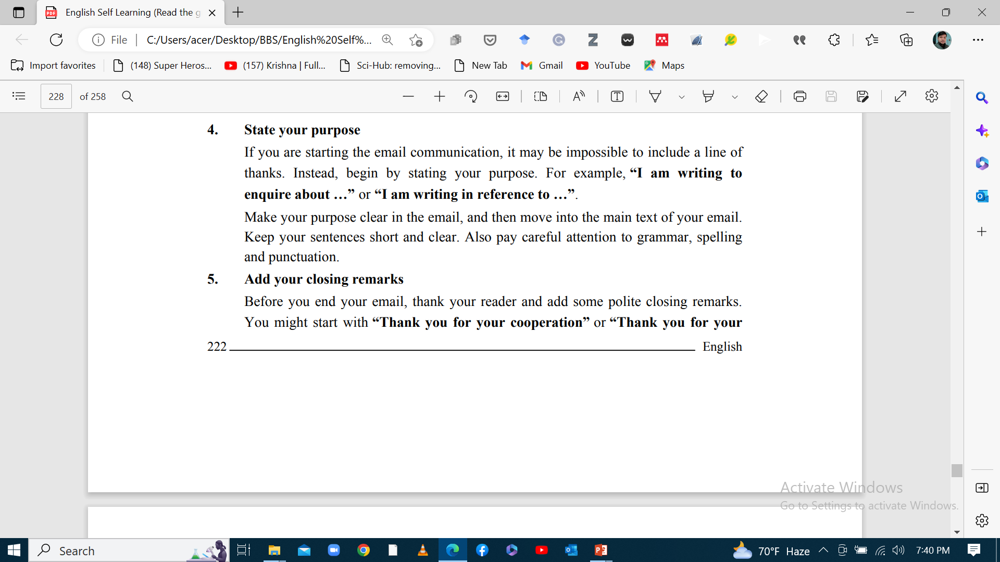 English Self Learning (Read the g
File
C:/Users/acer/Desktop/BBS/English%20Self%...
Import favorites
(148) Super Heros...
(157) Krishna | Full...
Sci-Hub: removing...
New Tab
Gmail
YouTube
Maps
228 of 258
4. State your purpose
If you are starting the email communication, it may be impossible to include a line of
thanks. Instead, begin by stating your purpose. For example, “I am writing to
enquire about …” or “I am writing in reference to …”.
Make your purpose clear in the email, and then move into the main text of your email.
Keep your sentences short and clear. Also pay careful attention to grammar, spelling
and punctuation.
5. Add your closing remarks
Before you end your email, thank your reader and add some polite closing remarks.
You might start with “Thank you for your cooperation” or “Thank you for your
222 English
Activate Windows
Go to Settings to activate Windows.
Search
70°F Haze
7:40 PM